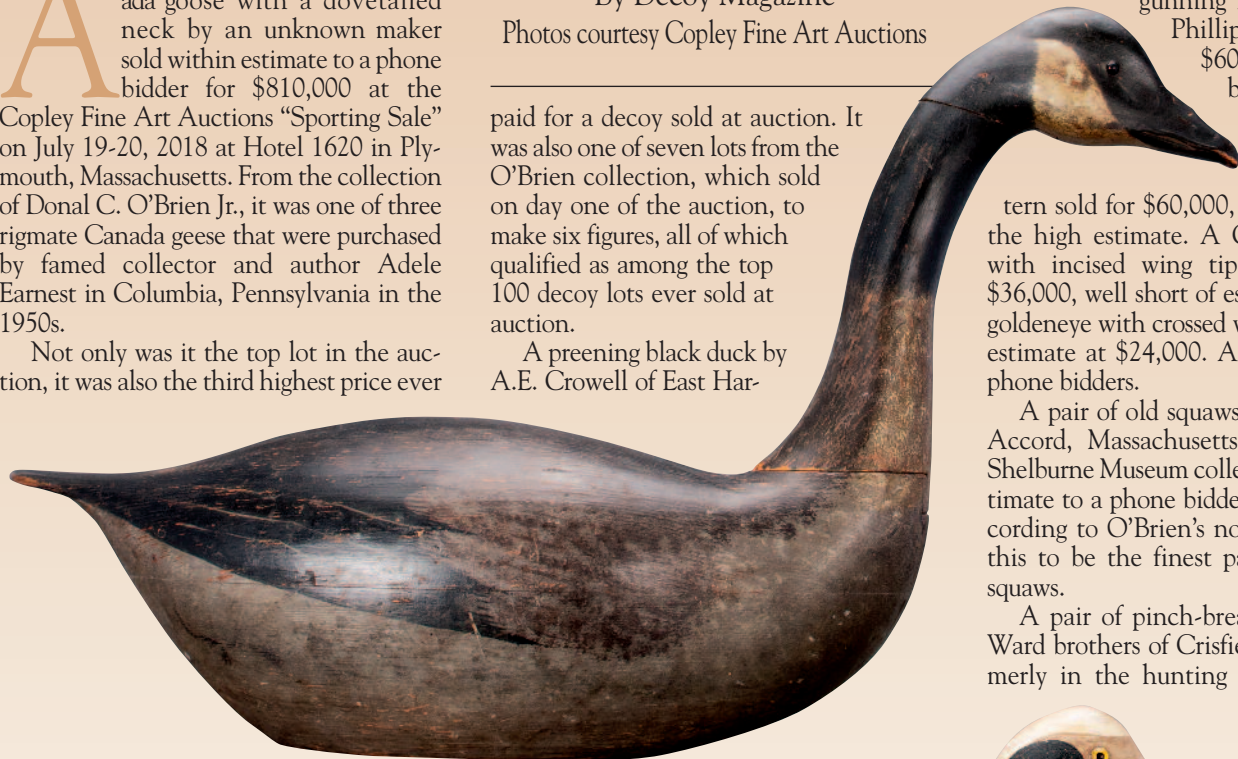 A
ada goose with a dovetailed
neck by an unknown maker
sold within estimate to a phone
bidder for $810,000 at the
Copley Fine Art Auctions “Sporting Sale”
on July 19-20, 2018 at Hotel 1620 in Ply-
mouth, Massachusetts. From the collection
of Donal C. O’Brien Jr., it was one of three
rigmate Canada geese that were purchased
by famed collector and author Adele
Earnest in Columbia, Pennsylvania in the
1950s.
Not only was it the top lot in the auc-
tion, it was also the third highest price ever
By Decoy Magazine
Photos courtesy Copley Fine Art Auctions
paid for a decoy sold at auction. It
was also one of seven lots from the
O’Brien collection, which sold
on day one of the auction, to
make six figures, all of which
qualified as among the top
100 decoy lots ever sold at
auction.
A preening black duck by
A.E. Crowell of East Har-
gunning
Phillip
$60
b
tern sold for $60,000,
the high estimate. A
with incised wing tip
$36,000, well short of es
goldeneye with crossed w
estimate at $24,000. A
phone bidders.
A pair of old squaws
Accord, Massachusetts
Shelburne Museum colle
timate to a phone bidde
cording to O’Brien’s no
this to be the finest pa
squaws.
A pair of pinch-brea
Ward brothers of Crisfie
merly in the hunting